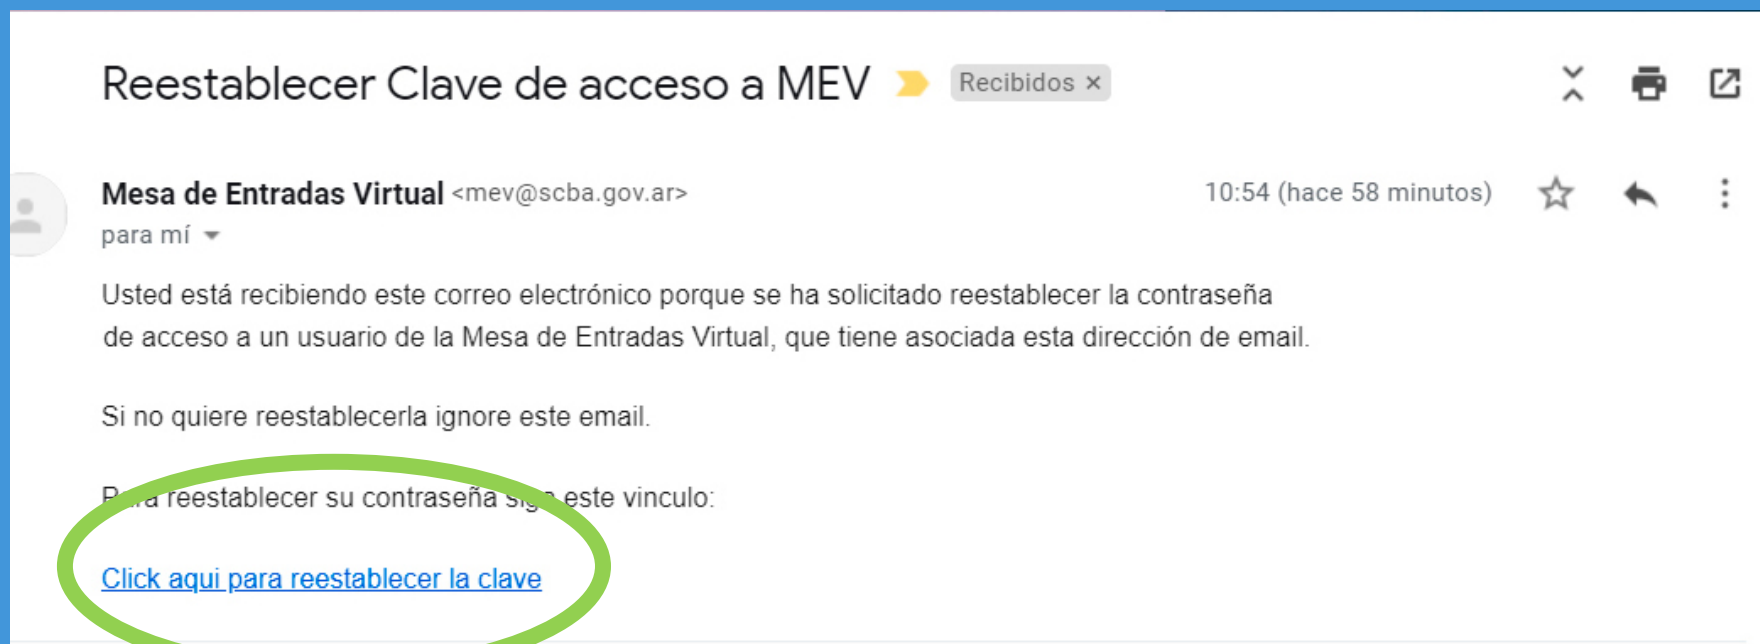 Reestablecer Clave de acceso a MEV Recibidos ×
Mesa de Entradas Virtual <mev@scba.gov.ar> 10:54 (hace 58 minutos)
para mí
Usted está recibiendo este correo electrónico porque se ha solicitado reestablecer la contraseña
de acceso a un usuario de la Mesa de Entradas Virtual, que tiene asociada esta dirección de email.
Si no quiere reestablecerla ignore este email.
Para reestablecer su contraseña siga este vinculo:
Click aqui para reestablecer la clave